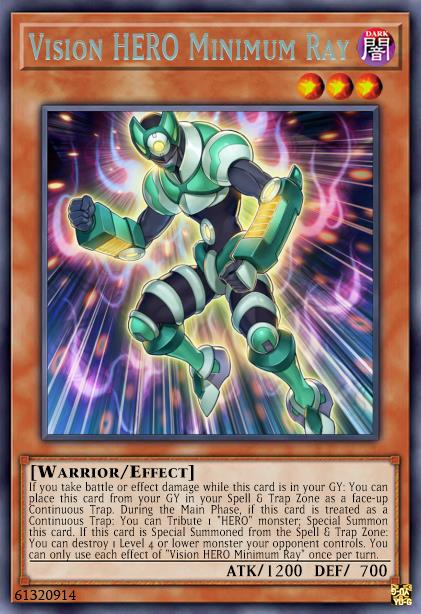 Vision HERO Minimum Ray
DARK
闇
[Warrior/Effect]
If you take battle or effect damage while this card is in your GY: You can
place this card from your GY in your Spell & Trap Zone as a face-up
Continuous Trap. During the Main Phase, if this card is treated as a
Continuous Trap: You can Tribute 1 "HERO" monster; Special Summon
this card. If this card is Special Summoned from the Spell & Trap Zone:
You can destroy 1 Level 4 or lower monster your opponent controls. You
can only use each effect of "Vision HERO Minimum Ray" once per turn.
ATK/1200 DEF/ 700
61320914